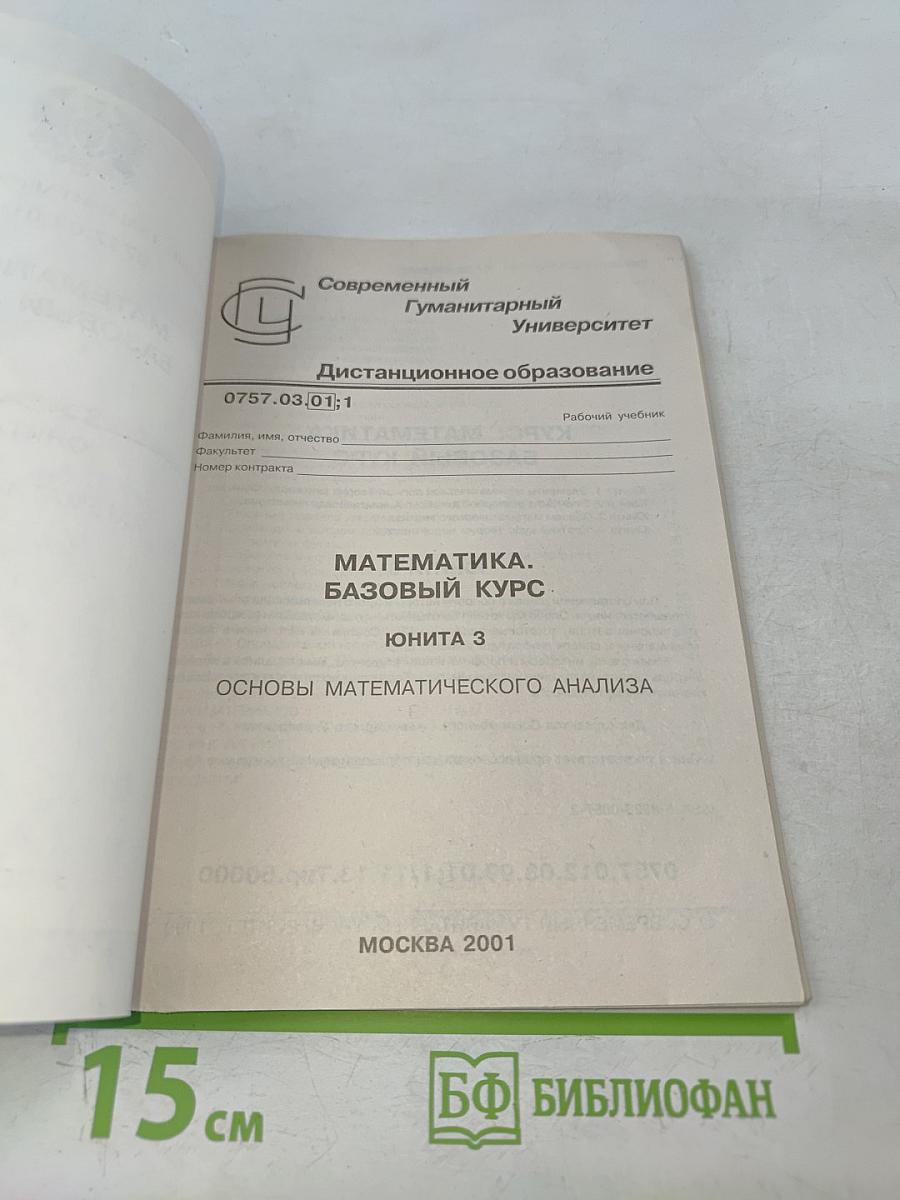 СГУ
Современный
Гуманитарный
Университет
Дистанционное образование
0757.03.01;1
Рабочий учебник
Фамилия, имя, отчество
Факультет
Номер контракта
МАТЕМАТИКА.
БАЗОВЫЙ КУРС
ЮНИТА 3
ОСНОВЫ МАТЕМАТИЧЕСКОГО АНАЛИЗА
МОСКВА 2001
15 см
БФ БИБЛИОФАН